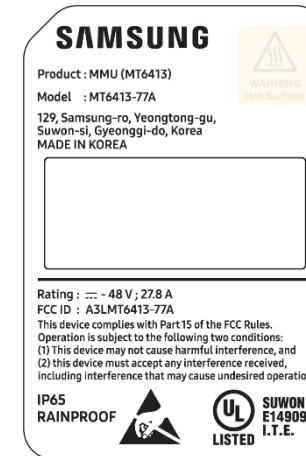 SAMSUNG
Product : MMU (MT6413)
WARNING
Hot Surface
Model : MT6413-77A
129, Samsung-ro, Yeongtong-gu,
Suwon-si, Gyeonggi-do, Korea
MADE IN KOREA
Rating : ⎓ - 48 V ; 27.8 A
FCC ID : A3LMT6413-77A
This device complies with Part 15 of the FCC Rules.
Operation is subject to the following two conditions:
(1) This device may not cause harmful interference, and
(2) this device must accept any interference received,
including interference that may cause undesired operatio
IP65
RAINPROOF
UL
LISTED
SUWON
E14909
I.T.E.